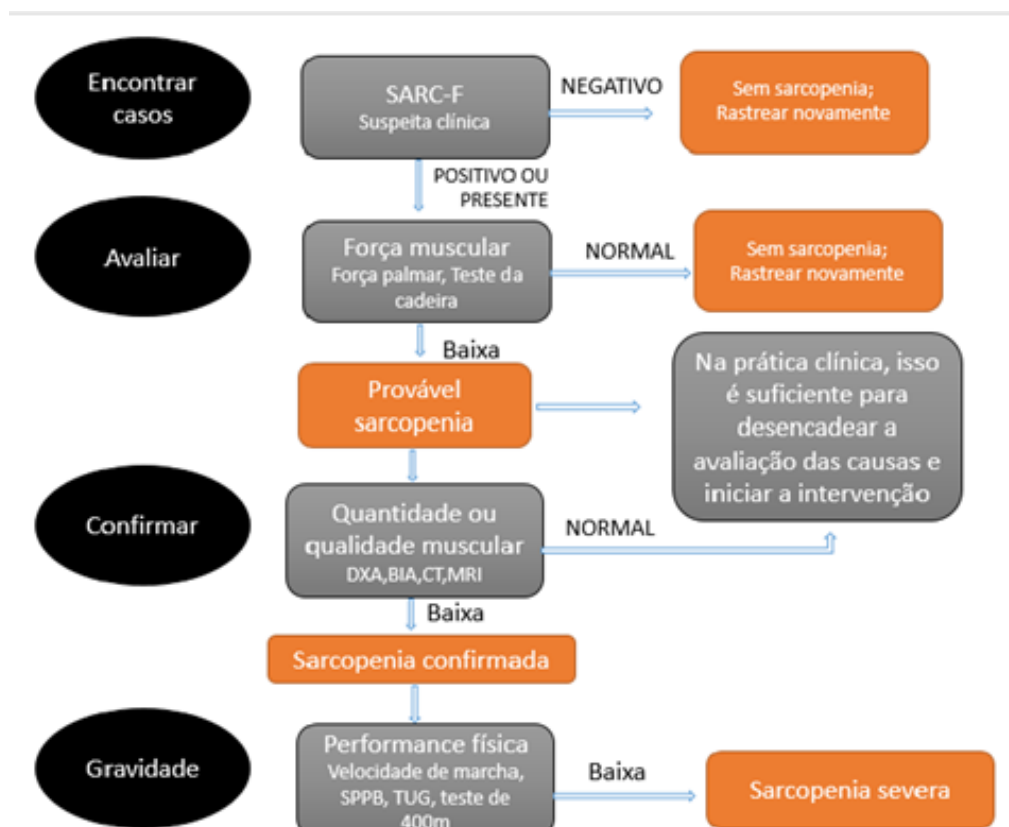 Encontrar
casos
SARC-F
Suspeita clínica
NEGATIVO
Sem sarcopenia;
Rastrear novamente
POSITIVO OU
PRESENTE
Avaliar
Força muscular
Força palmar, Teste da
cadeira
NORMAL
Sem sarcopenia;
Rastrear novamente
Baixa
Provável
sarcopenia
Na prática clínica, isso
é suficiente para
desencadear a
avaliação das causas e
iniciar a intervenção
Confirmar
Quantidade ou
qualidade muscular
DXA,BIA,CT,MRI
NORMAL
Baixa
Sarcopenia confirmada
Gravidade
Performance física
Velocidade de marcha,
SPPB, TUG, teste de
400m
Baixa
Sarcopenia severa